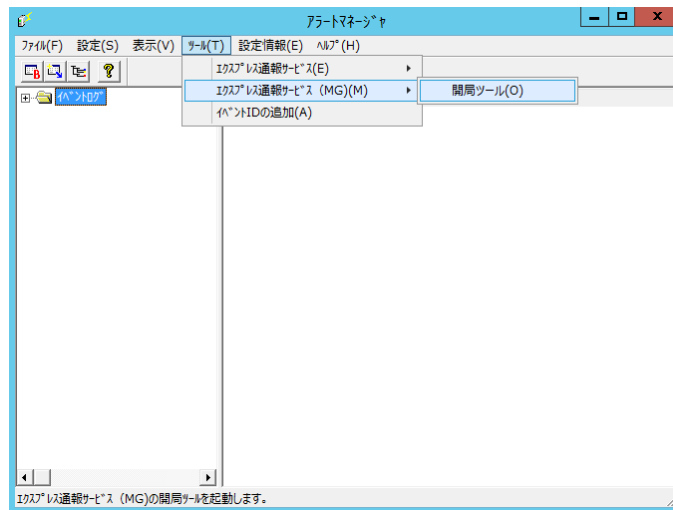 アラートマネージャ
ファイル(F) 設定(S) 表示(V) ツール(T) 設定情報(E) ヘルプ(H)
エクスプレス通報サービス(E)
イベントログ
エクスプレス通報サービス (MG)(M)
開局ツール(O)
イベントIDの追加(A)
エクスプレス通報サービス (MG)の開局ツールを起動します。